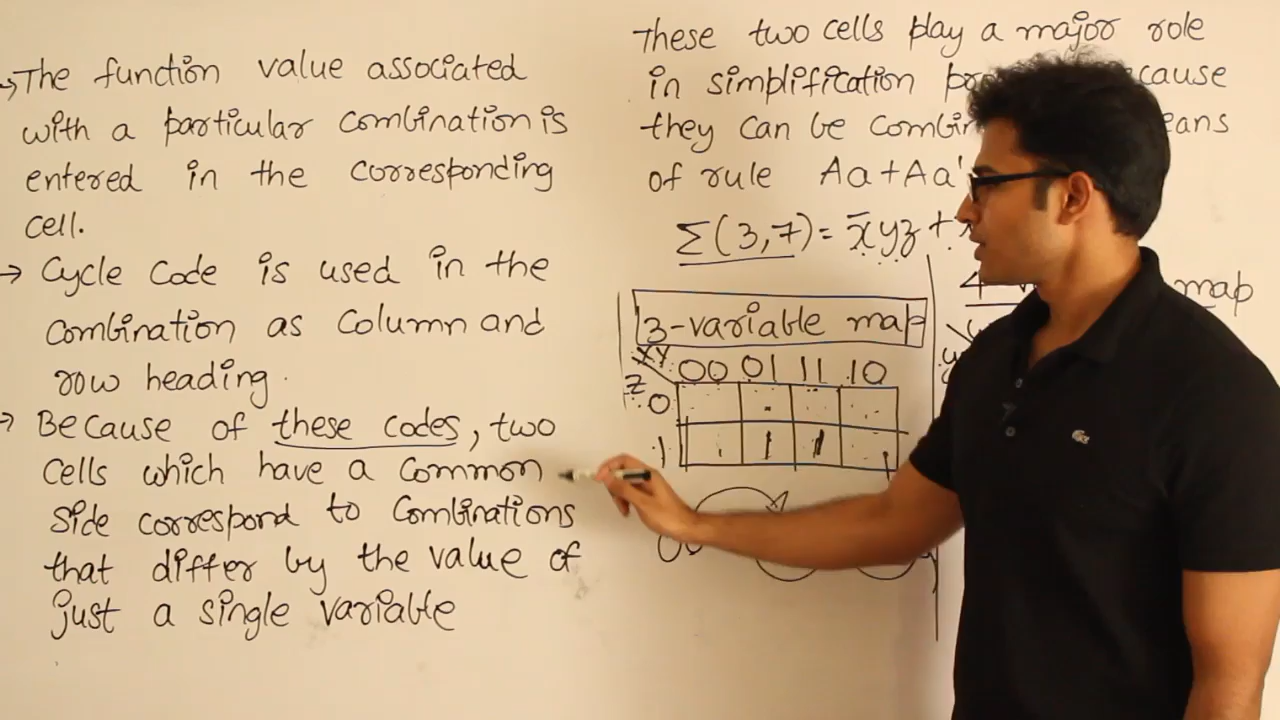 →The function value associated
with a particular combination is
entered in the corresponding
cell.
→ Cycle Code is used in the
Combination as Column and
row heading.
→ Because of these codes, two
cells which have a Common
Side correspond to Combinations
that differ by the value of
just a single variable
These two cells play a major role
in simplification cause
they can be eans
of rule Aa+Aa'
Σ(3,7)= x̅yz+
3-variable map
XY 00 01 11 10
Z
0
1 1 1
4- map